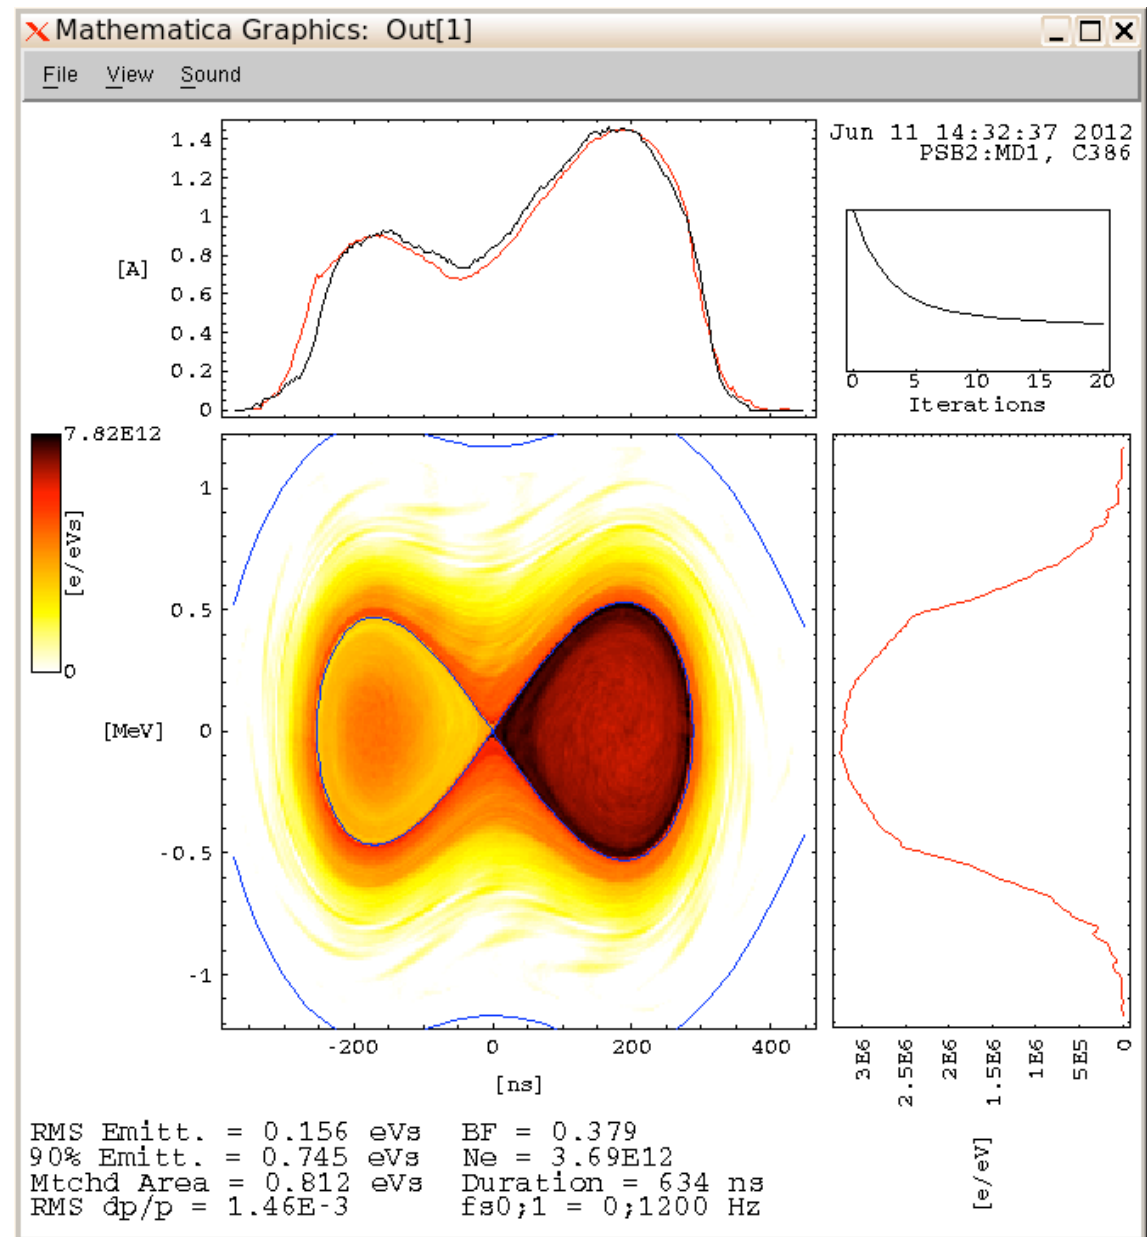 Mathematica Graphics: Out[1]
File View Sound
Jun 11 14:32:37 2012
PSB2:MD1, C386
1.4
1.2
1
0.8
0.6
0.4
0.2
0
[A]
0 5 10 15 20
Iterations
7.82E12
[e/eVs]
0
1
0.5
0
-0.5
-1
[MeV]
-200 0 200 400
[ns]
3E6
2.5E6
2E6
1.5E6
1E6
5E5
0
[e/eV]
RMS Emitt. = 0.156 eVs BF = 0.379
90% Emitt. = 0.745 eVs Ne = 3.69E12
Mtchd Area = 0.812 eVs Duration = 634 ns
RMS dp/p = 1.46E-3 fs0;1 = 0;1200 Hz